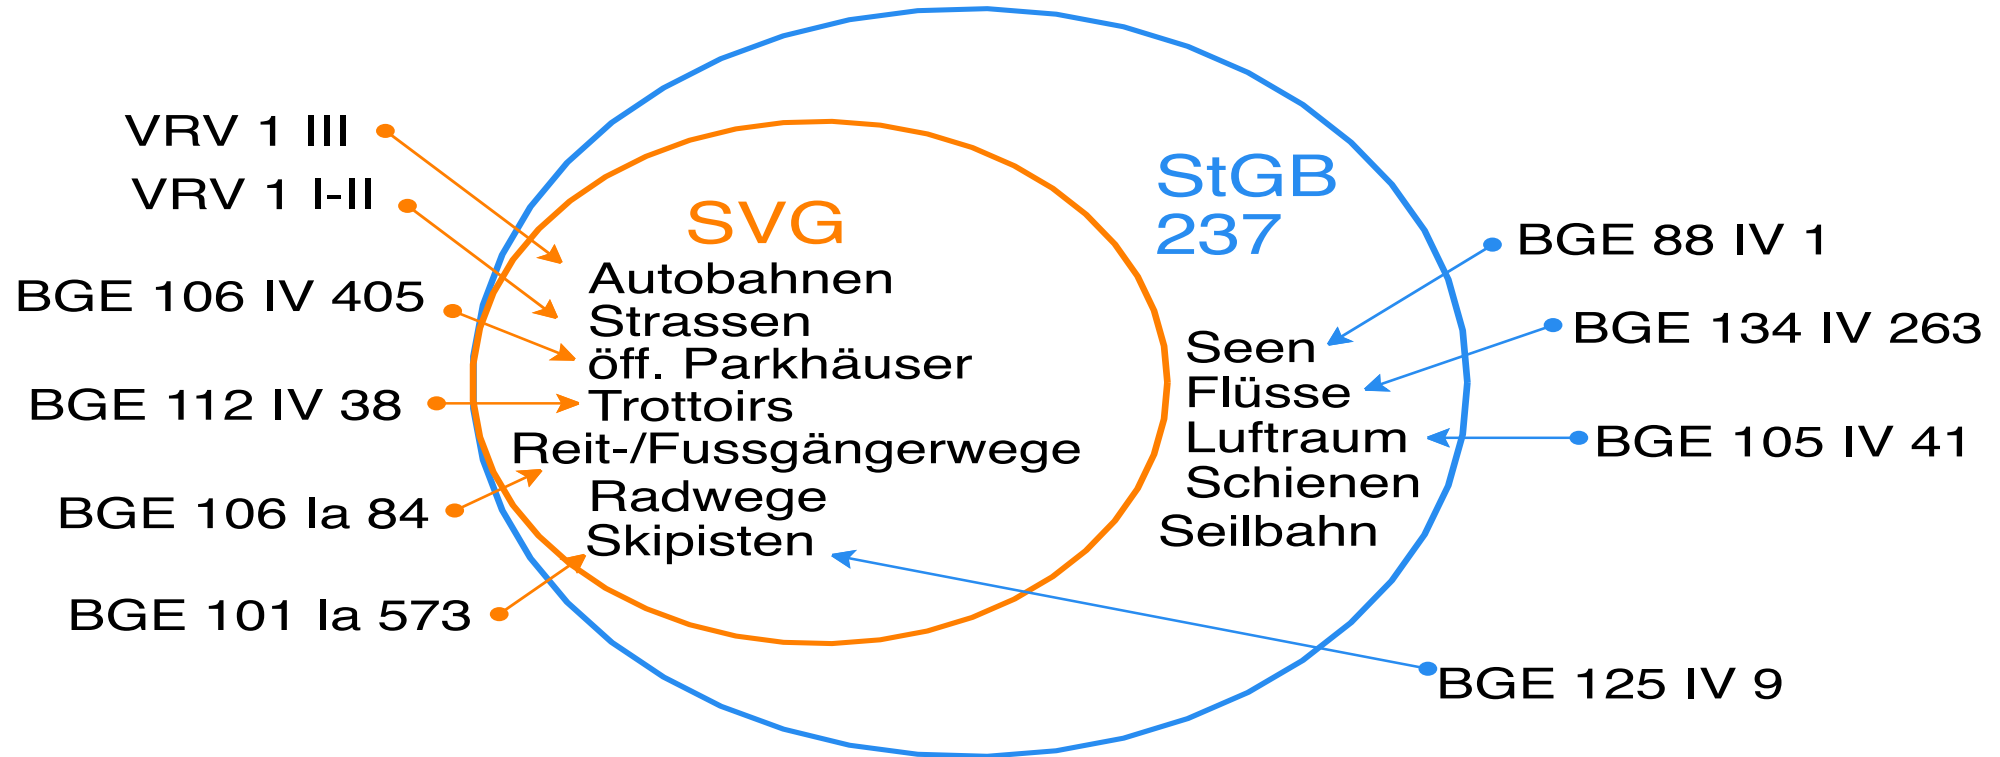 VRV 1 III
VRV 1 I-II
BGE 106 IV 405
BGE 112 IV 38
BGE 106 Ia 84
BGE 101 Ia 573
SVG
Autobahnen
Strassen
öff. Parkhäuser
Trottoirs
Reit-/Fussgängerwege
Radwege
Skipisten
StGB
237
Seen
Flüsse
Luftraum
Schienen
Seilbahn
BGE 88 IV 1
BGE 134 IV 263
BGE 105 IV 41
BGE 125 IV 9